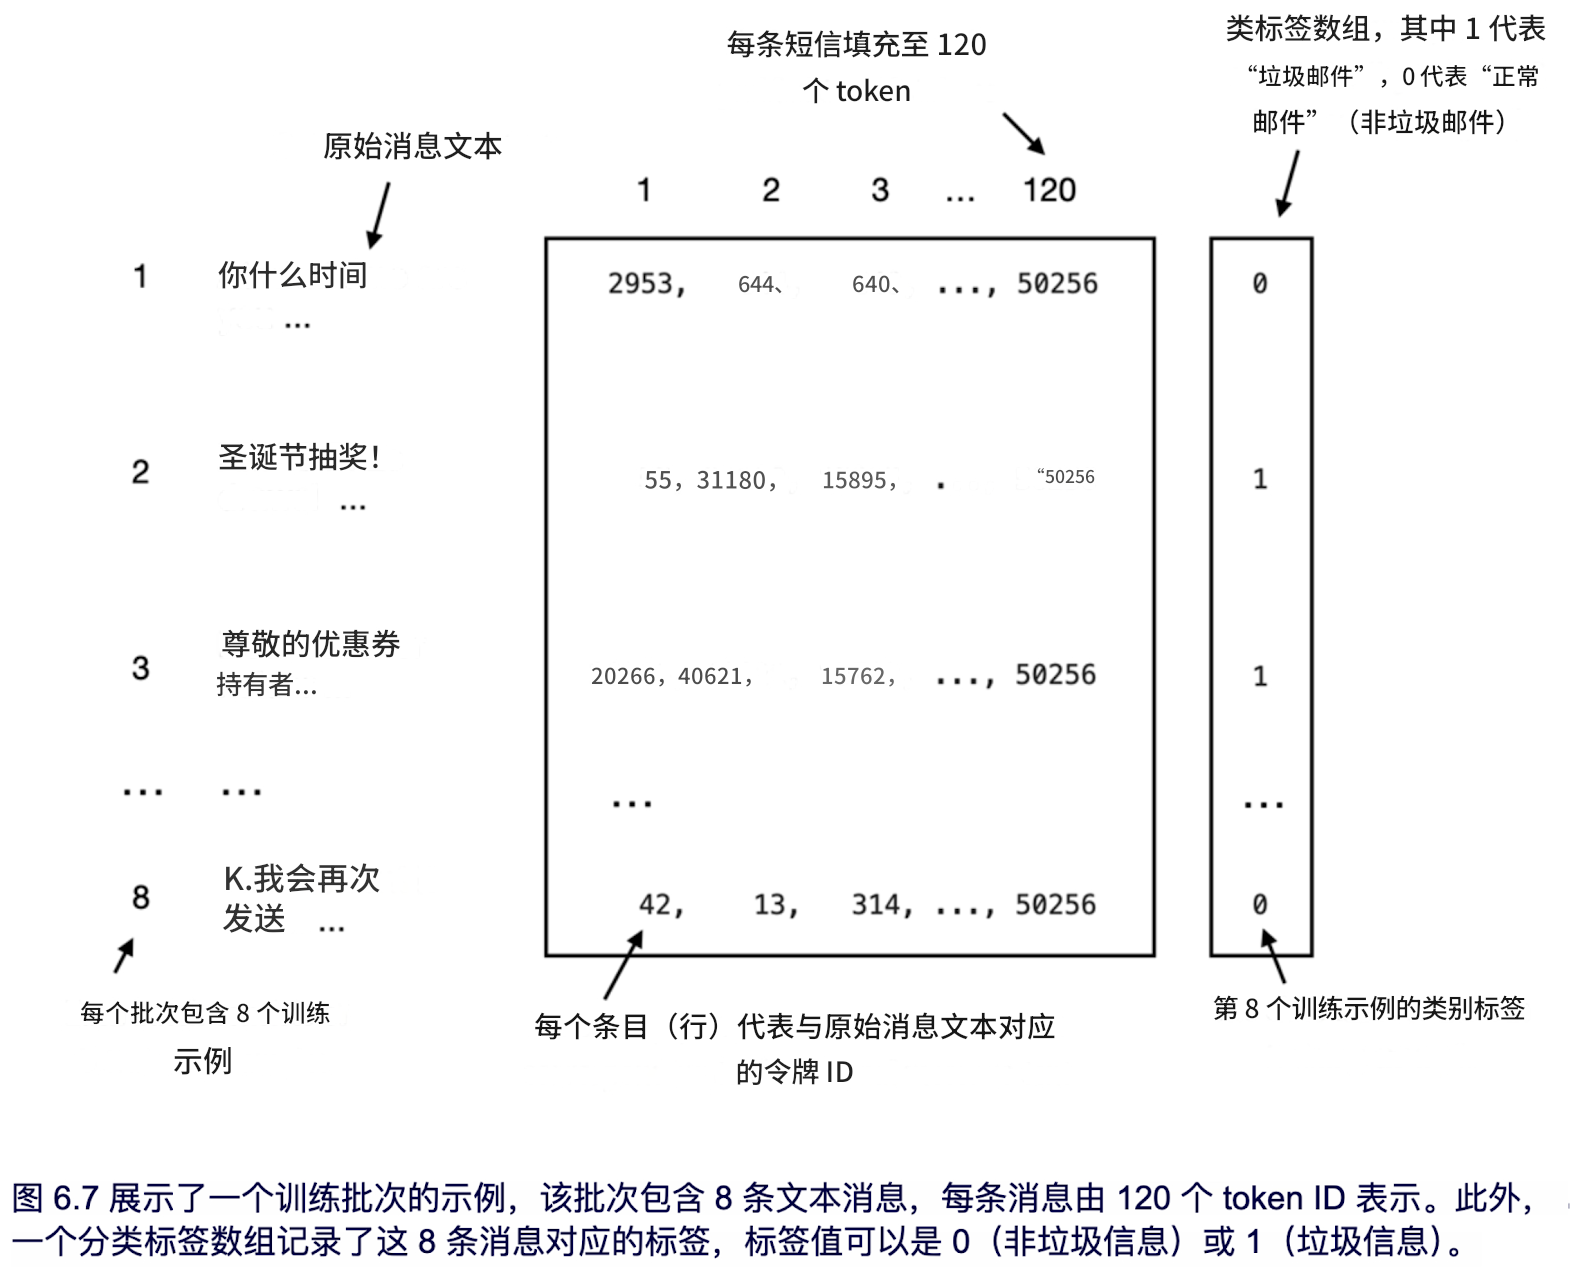 每条短信填充至 120
个 token
类标签数组，其中 1 代表
“垃圾邮件”，0 代表“正常
邮件”（非垃圾邮件）
原始消息文本
1 2 3 ... 120
1 你什么时间 2953, 644、 640、 ..., 50256 0
...
2 圣诞节抽奖！ 55，31180， 15895， . “50256 1
...
3 尊敬的优惠券
持有者... 20266，40621， 15762， ..., 50256 1
... ... ... ...
8 K.我会再次
发送 ... 42, 13, 314, ..., 50256 0
每个批次包含 8 个训练
示例
每个条目（行）代表与原始消息文本对应
的令牌 ID
第 8 个训练示例的类别标签
图 6.7 展示了一个训练批次的示例，该批次包含 8 条文本消息，每条消息由 120 个 token ID 表示。此外，
一个分类标签数组记录了这 8 条消息对应的标签，标签值可以是 0（非垃圾信息）或 1（垃圾信息）。